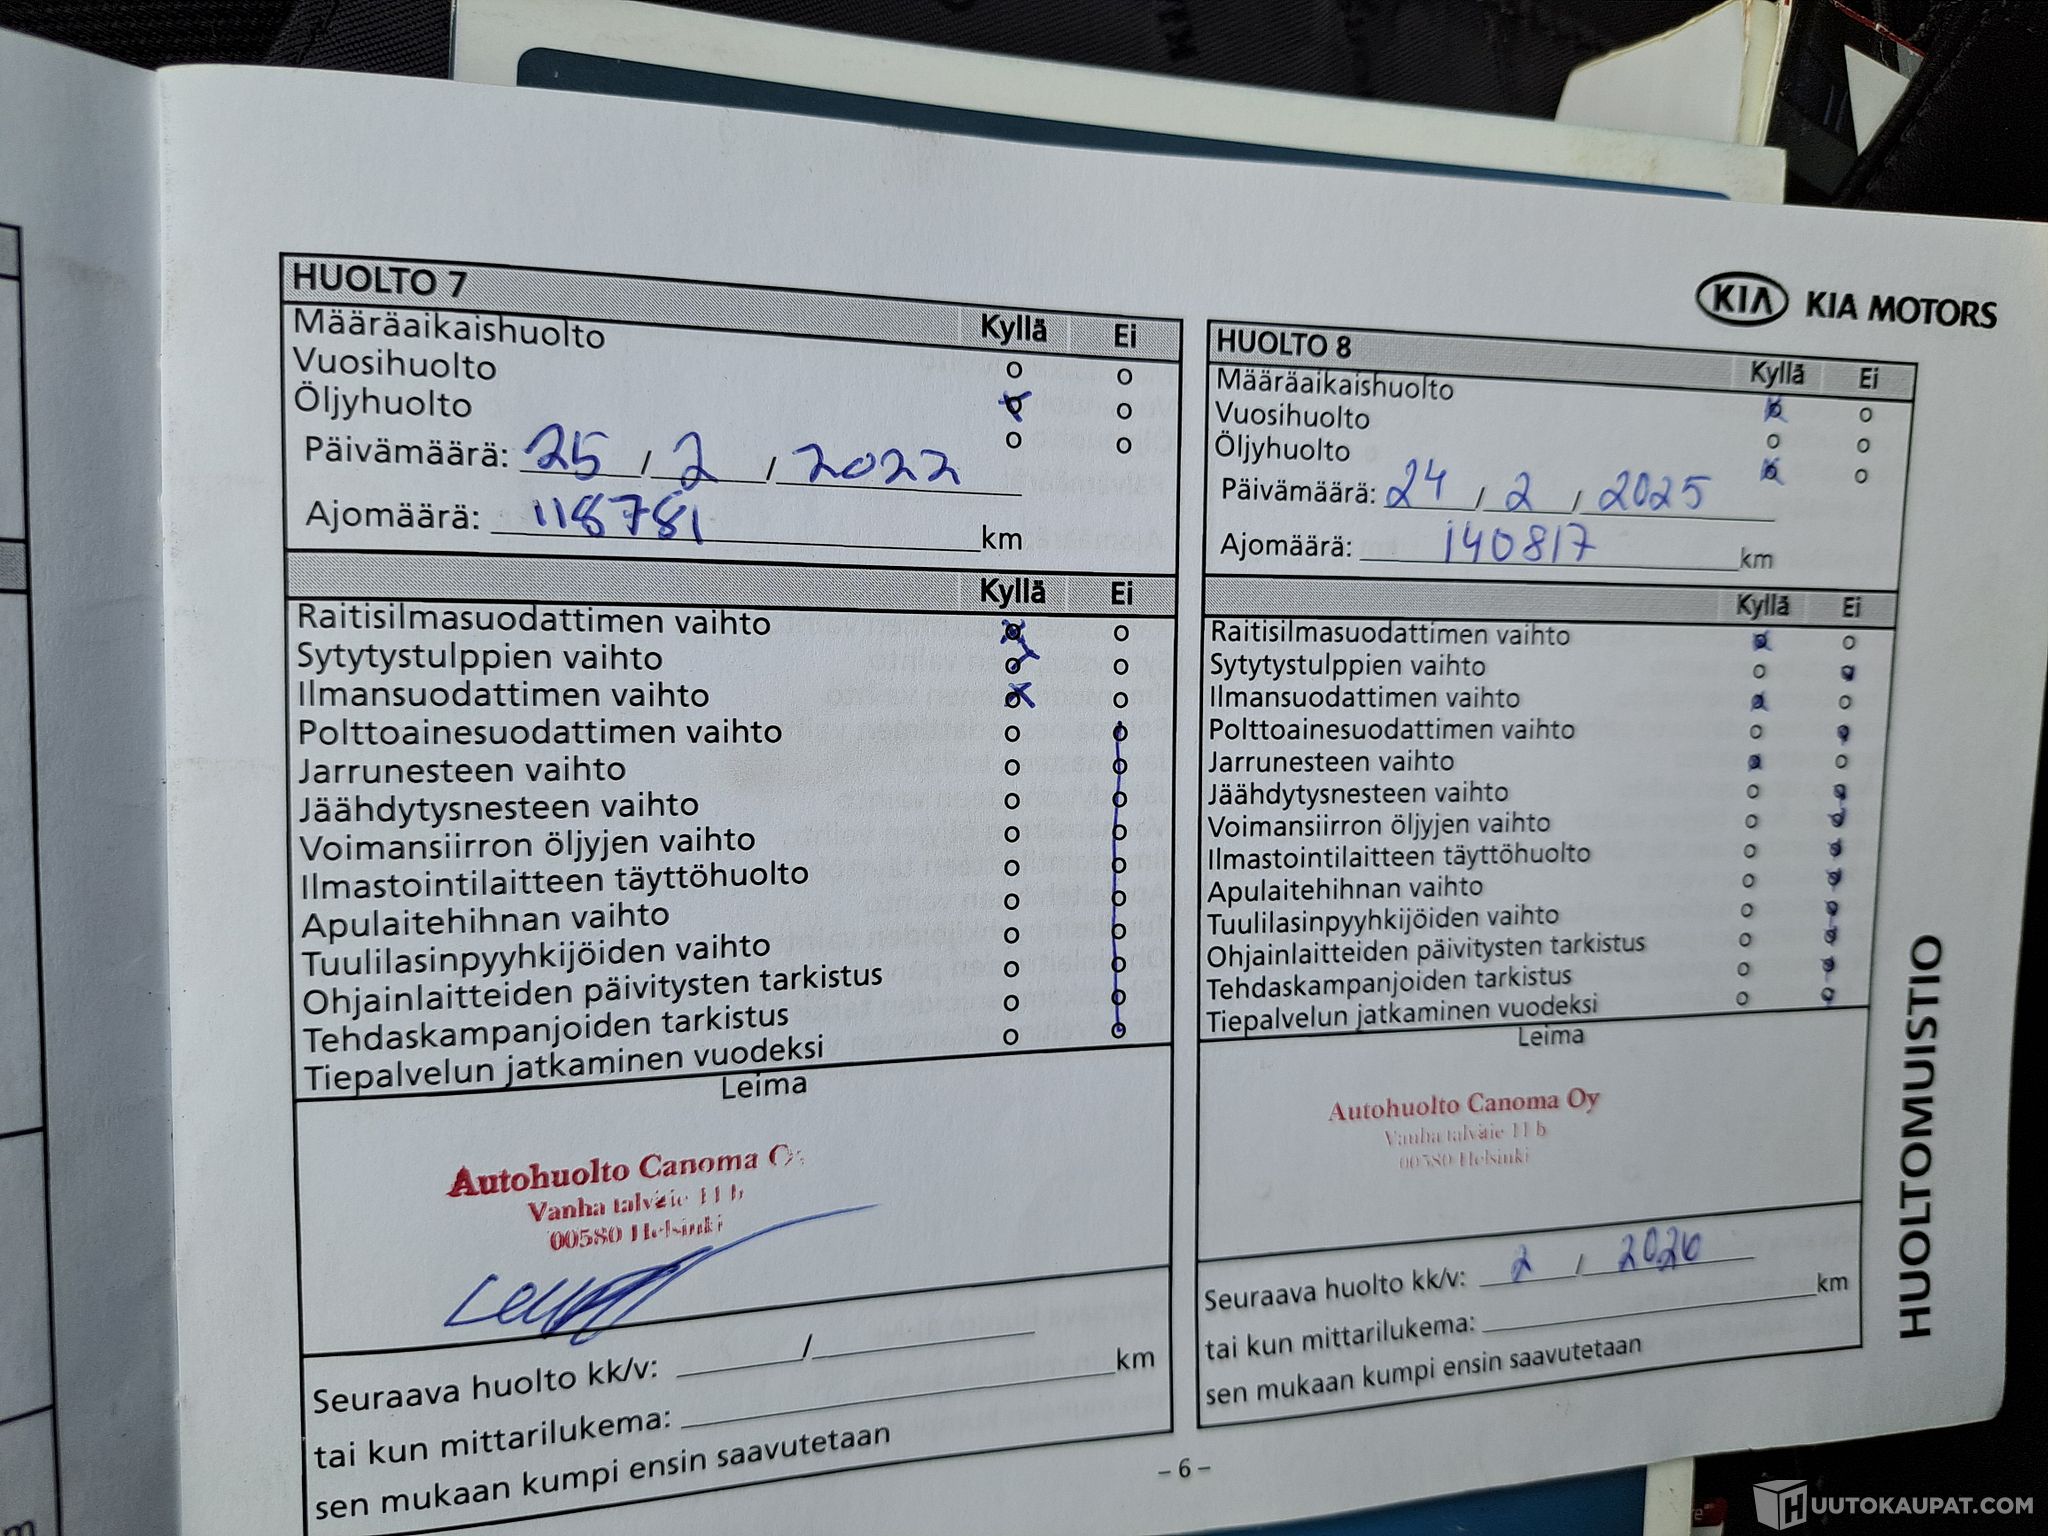 KIA KIA MOTORS
HUOLTO 7
Kyllä Ei
Määräaikaishuolto o o
Vuosihuolto o o
Öljyhuolto o o
Päivämäärä: 25 / 2 / 2022
Ajomäärä: 118781 km
Kyllä Ei
Raitisilmasuodattimen vaihto o o
Sytytystulppien vaihto o o
Ilmansuodattimen vaihto o o
Polttoainesuodattimen vaihto o o
Jarrunesteen vaihto o o
Jäähdytysnesteen vaihto o o
Voimansiirron öljyjen vaihto o o
Ilmastointilaitteen täyttöhuolto o o
Apulaitehihnan vaihto o o
Tuulilasinpyyhkijöiden vaihto o o
Ohjainlaitteiden päivitysten tarkistus o o
Tehdaskampanjoiden tarkistus o o
Tiepalvelun jatkaminen vuodeksi o o
Leima
Autohuolto Canoma
Vanha talvitie 11 b
00580 Helsinki
Seuraava huolto kk/v: /
tai kun mittarilukema: km
sen mukaan kumpi ensin saavutetaan
HUOLTO 8
Kyllä Ei
Määräaikaishuolto o o
Vuosihuolto o o
Öljyhuolto o o
Päivämäärä: 24 / 2 / 2025
Ajomäärä: 140817 km
Kyllä Ei
Raitisilmasuodattimen vaihto o o
Sytytystulppien vaihto o o
Ilmansuodattimen vaihto o o
Polttoainesuodattimen vaihto o o
Jarrunesteen vaihto o o
Jäähdytysnesteen vaihto o o
Voimansiirron öljyjen vaihto o o
Ilmastointilaitteen täyttöhuolto o o
Apulaitehihnan vaihto o o
Tuulilasinpyyhkijöiden vaihto o o
Ohjainlaitteiden päivitysten tarkistus o o
Tehdaskampanjoiden tarkistus o o
Tiepalvelun jatkaminen vuodeksi o o
Leima
Autohuolto Canoma Oy
Vanha talvitie 11 b
00580 Helsinki
Seuraava huolto kk/v: 2 / 2026
tai kun mittarilukema: km
sen mukaan kumpi ensin saavutetaan
HUOLTOMUISTIO
– 6 –
HUUTOKAUPAT.COM